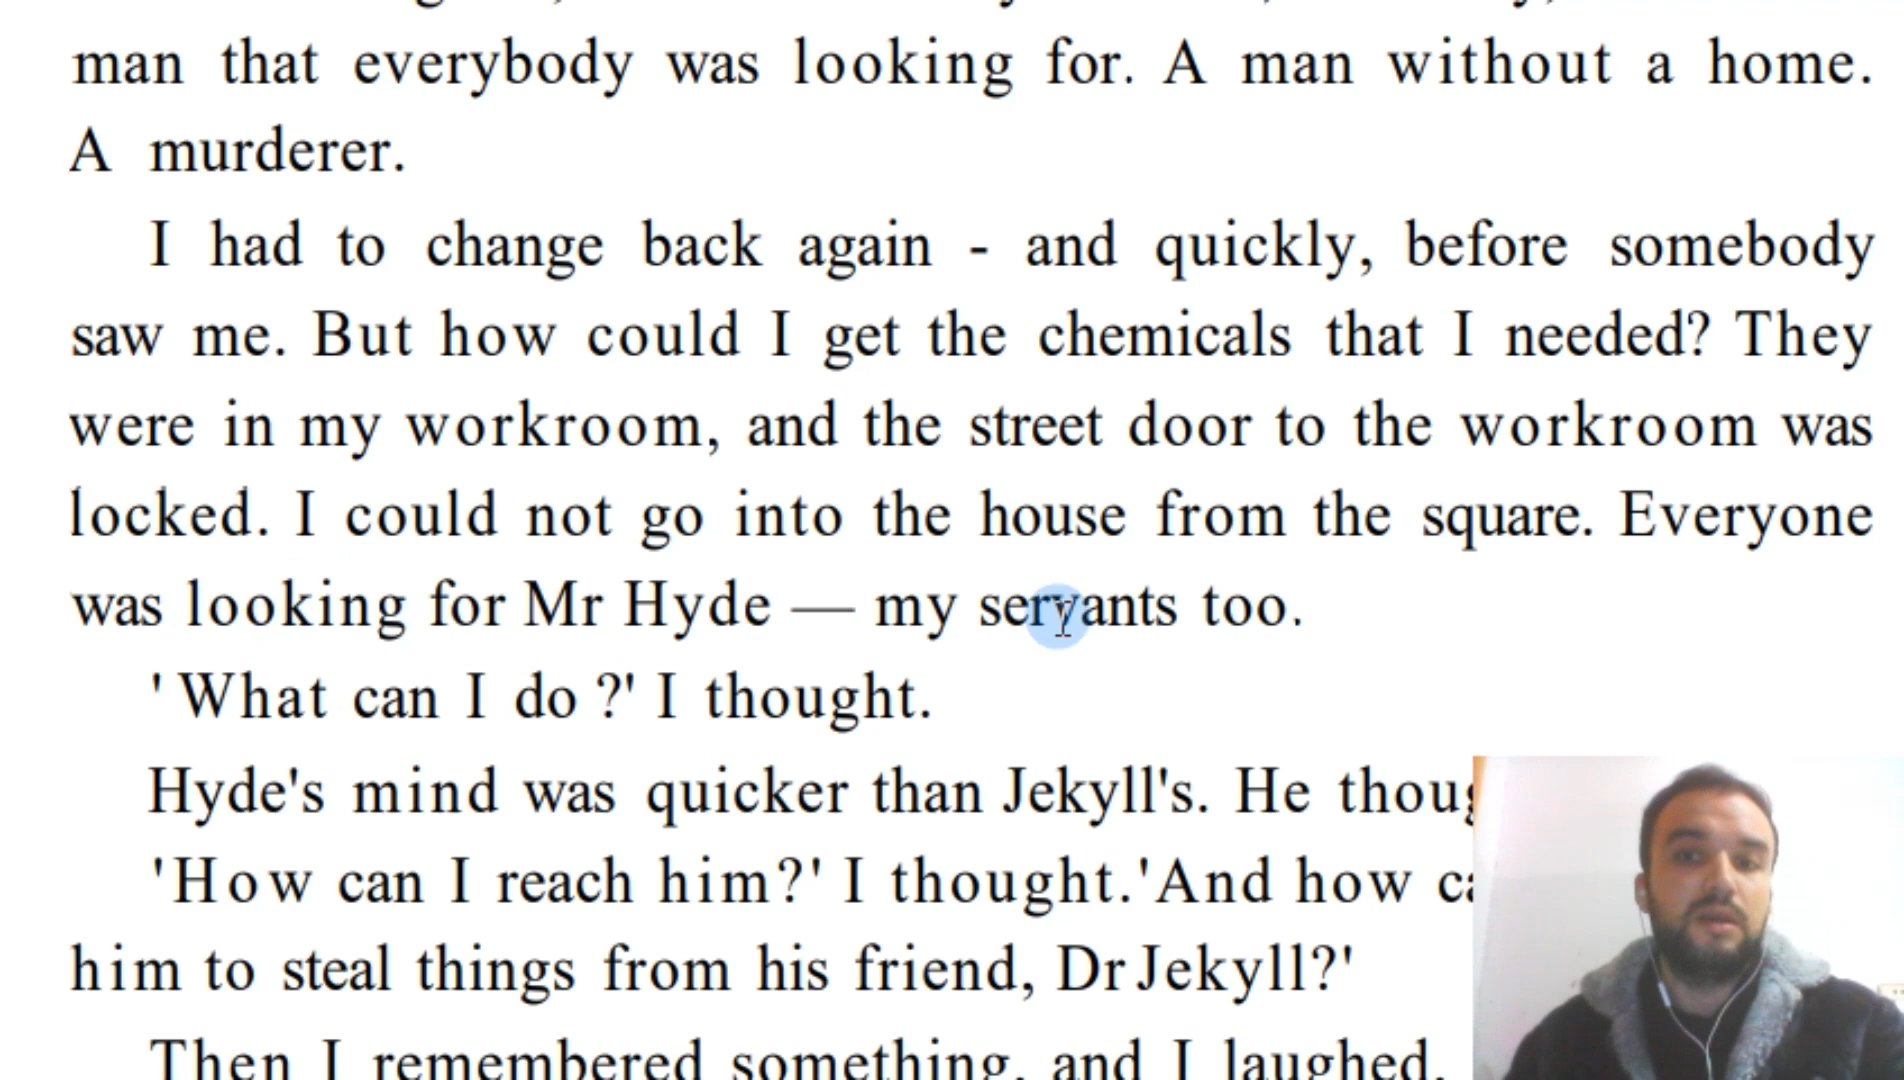 man that everybody was looking for. A man without a home.
A murderer.
I had to change back again - and quickly, before somebody
saw me. But how could I get the chemicals that I needed? They
were in my workroom, and the street door to the workroom was
locked. I could not go into the house from the square. Everyone
was looking for Mr Hyde — my servants too.
'What can I do ?' I thought.
Hyde's mind was quicker than Jekyll's. He
'How can I reach him?' I thought.'And how
him to steal things from his friend, Dr Jekyll?'
Then I remembered something, and I laughed.